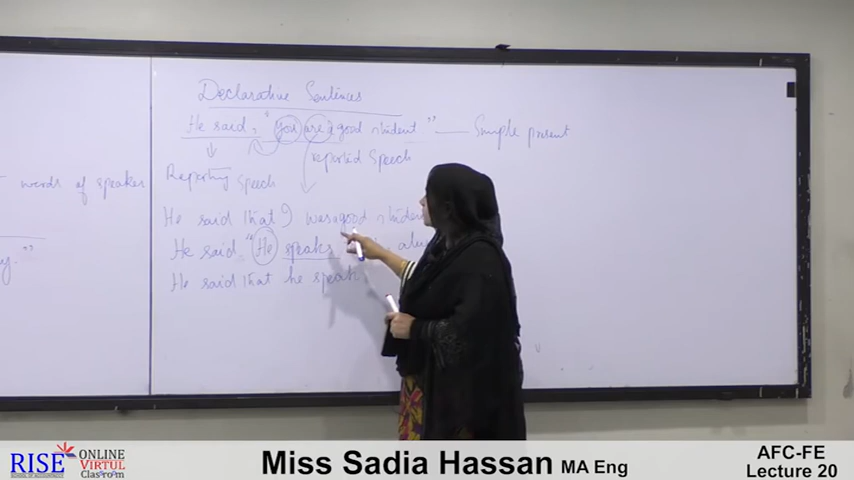 Declarative Sentences
He said, "You are a good student." — Simple present
reported Speech
Reporting Speech
words of speaker
He said that I was a good student
He said, "He speaks
."
He said that he speak
RISE ONLINE VIRTUL Classroom
Miss Sadia Hassan MA Eng
AFC-FE
Lecture 20